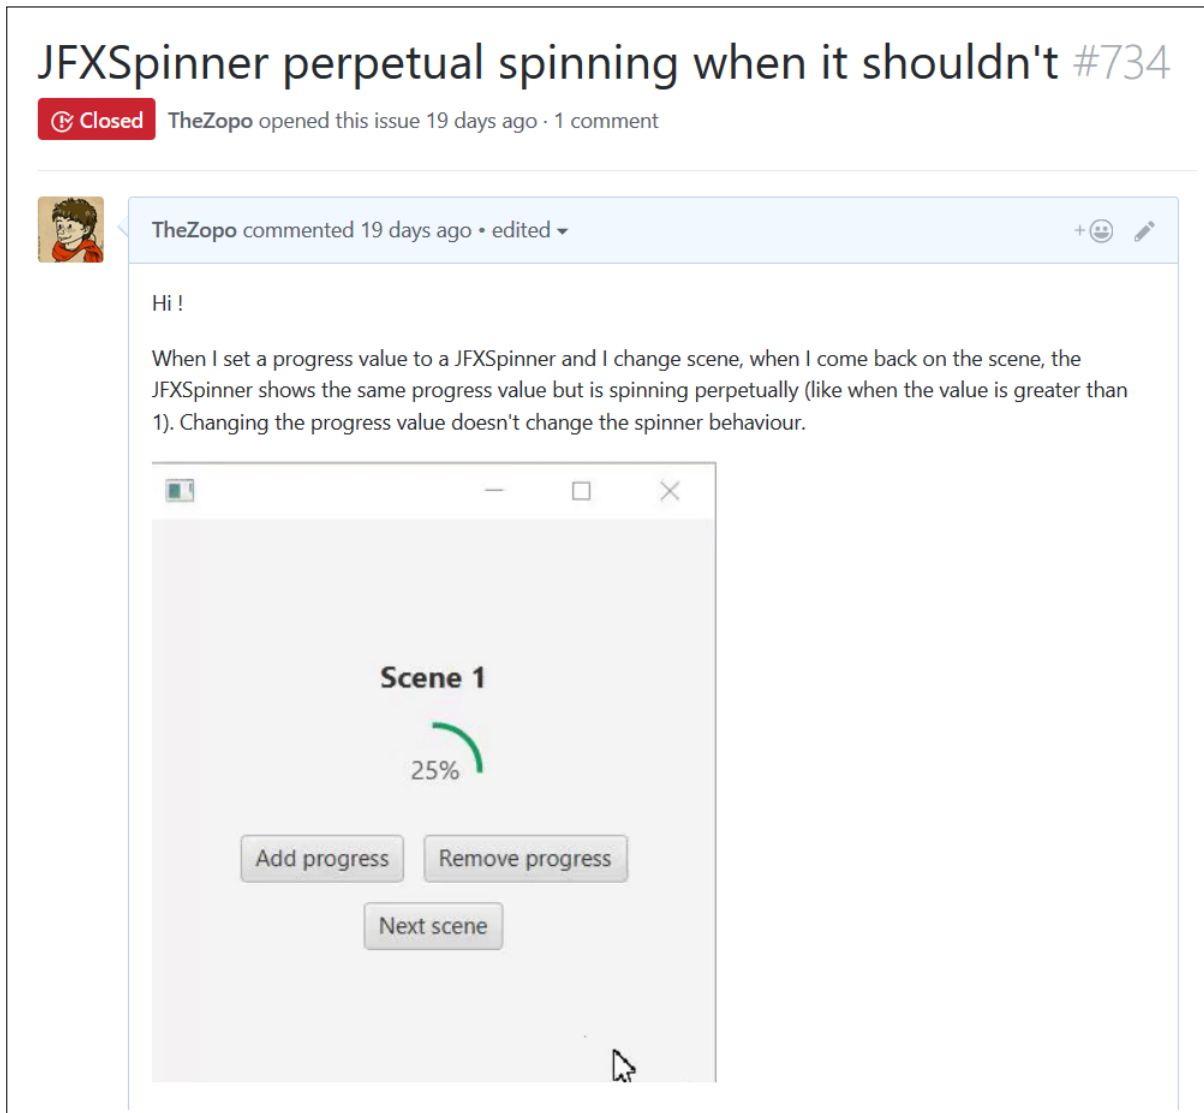 JFXSpinner perpetual spinning when it shouldn't #734
Closed TheZopo opened this issue 19 days ago · 1 comment
TheZopo commented 19 days ago • edited
Hi !
When I set a progress value to a JFXSpinner and I change scene, when I come back on the scene, the
JFXSpinner shows the same progress value but is spinning perpetually (like when the value is greater than
1). Changing the progress value doesn't change the spinner behaviour.
Scene 1
25%
Add progress Remove progress
Next scene